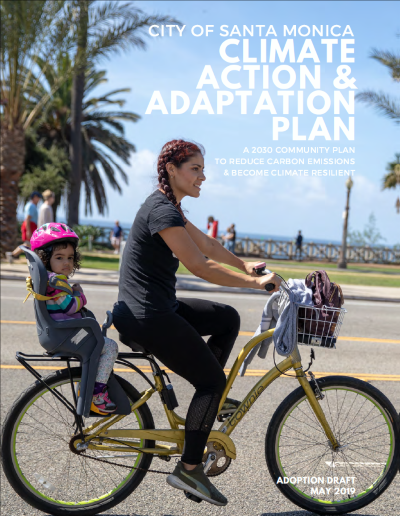 CITY OF SANTA MONICA
CLIMATE
ACTION &
ADAPTATION
PLAN
A 2030 COMMUNITY PLAN
TO REDUCE CARBON EMISSIONS
& BECOME CLIMATE RESILIENT
ADOPTION DRAFT
MAY 2019